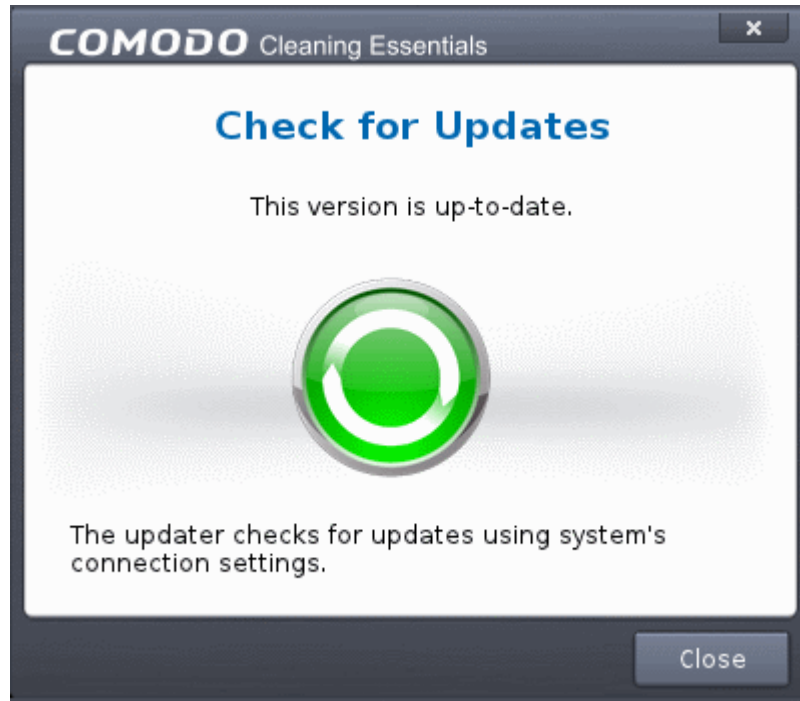 COMODO Cleaning Essentials
Check for Updates
This version is up-to-date.
The updater checks for updates using system's
connection settings.
Close